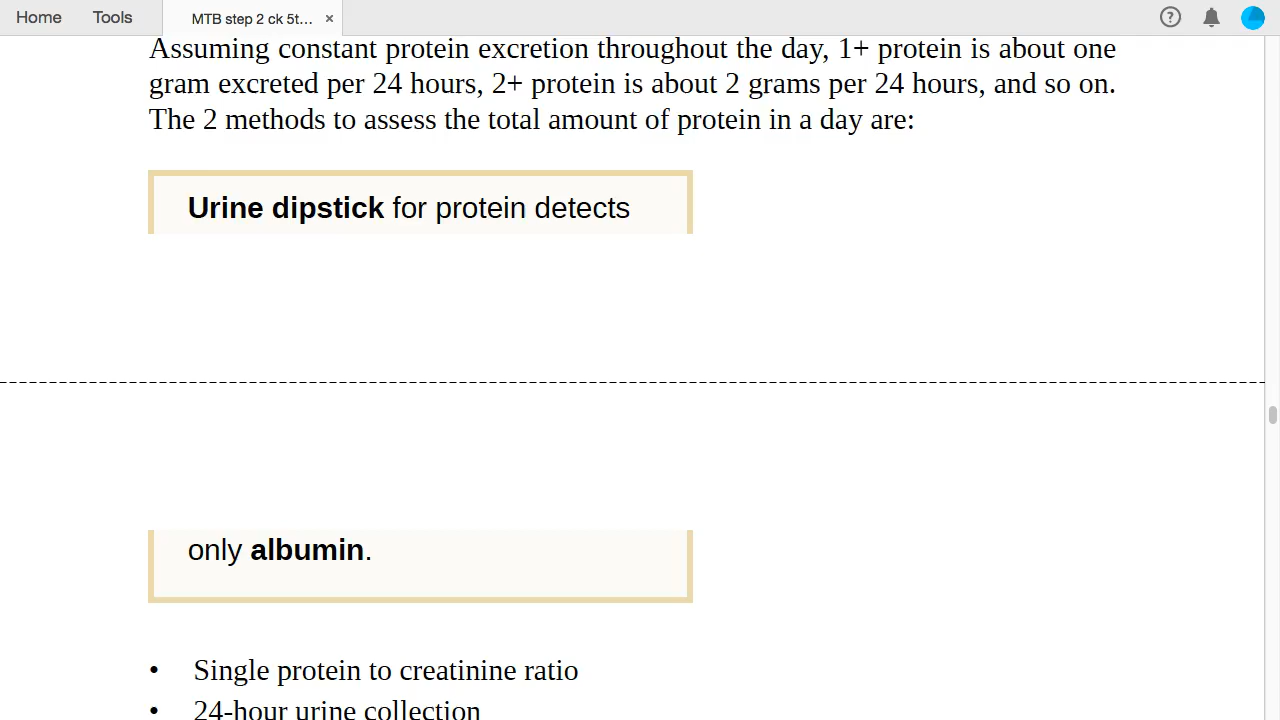 Home Tools MTB step 2 ck 5t... ×
Assuming constant protein excretion throughout the day, 1+ protein is about one
gram excreted per 24 hours, 2+ protein is about 2 grams per 24 hours, and so on.
The 2 methods to assess the total amount of protein in a day are:
Urine dipstick for protein detects
only albumin.
• Single protein to creatinine ratio
• 24-hour urine collection